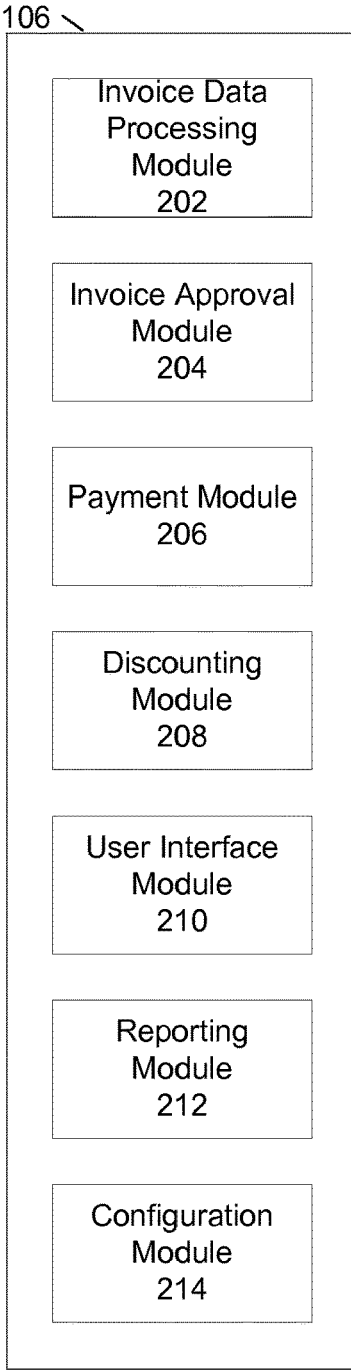 106
Invoice Data
Processing
Module
202
Invoice Approval
Module
204
Payment Module
206
Discounting
Module
208
User Interface
Module
210
Reporting
Module
212
Configuration
Module
214